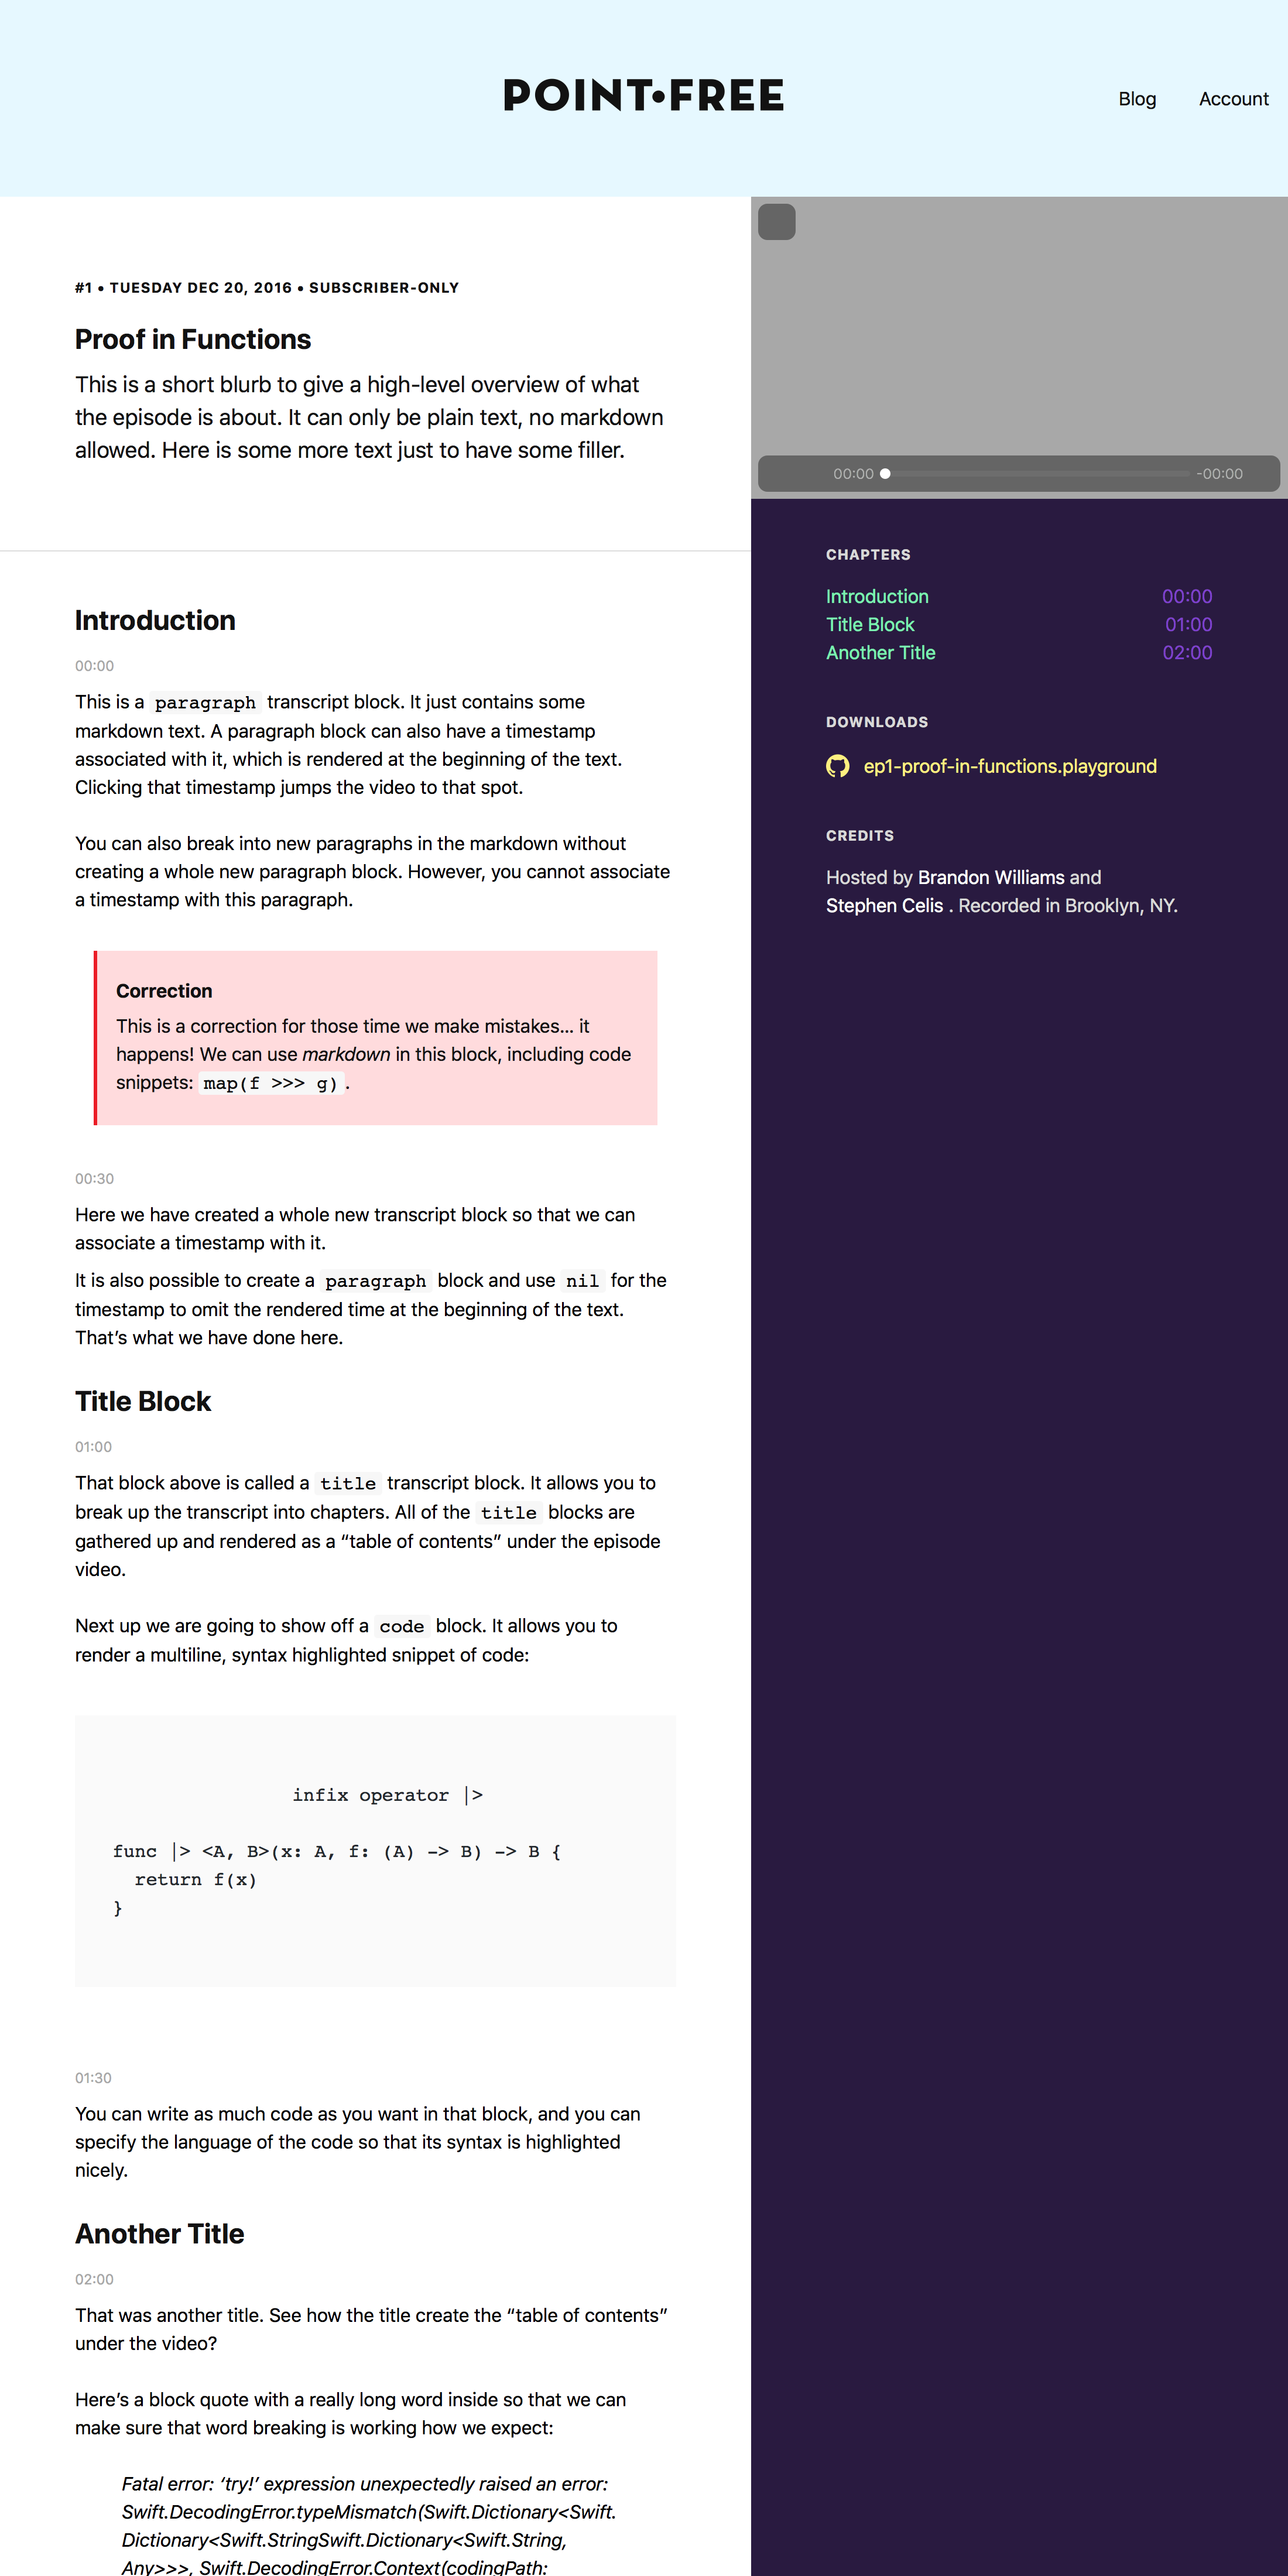 POINT•FREE
Blog
Account
#1 • TUESDAY DEC 20, 2016 • SUBSCRIBER-ONLY
Proof in Functions
This is a short blurb to give a high-level overview of what
the episode is about. It can only be plain text, no markdown
allowed. Here is some more text just to have some filler.
Introduction
00:00
This is a paragraph transcript block. It just contains some
markdown text. A paragraph block can also have a timestamp
associated with it, which is rendered at the beginning of the text.
Clicking that timestamp jumps the video to that spot.
You can also break into new paragraphs in the markdown without
creating a whole new paragraph block. However, you cannot associate
a timestamp with this paragraph.
Correction
This is a correction for those time we make mistakes... it
happens! We can use markdown in this block, including code
snippets: map(f >>> g).
00:30
Here we have created a whole new transcript block so that we can
associate a timestamp with it.
It is also possible to create a paragraph block and use nil for the
timestamp to omit the rendered time at the beginning of the text.
That’s what we have done here.
Title Block
01:00
That block above is called a title transcript block. It allows you to
break up the transcript into chapters. All of the title blocks are
gathered up and rendered as a “table of contents” under the episode
video.
Next up we are going to show off a code block. It allows you to
render a multiline, syntax highlighted snippet of code:
infix operator |>
func |> <A, B>(x: A, f: (A) -> B) -> B {
return f(x)
}
01:30
You can write as much code as you want in that block, and you can
specify the language of the code so that its syntax is highlighted
nicely.
Another Title
02:00
That was another title. See how the title create the “table of contents”
under the video?
Here’s a block quote with a really long word inside so that we can
make sure that word breaking is working how we expect:
Fatal error: ‘try!’ expression unexpectedly raised an error:
Swift.DecodingError.typeMismatch(Swift.Dictionary<Swift.
Dictionary<Swift.StringSwift.Dictionary<Swift.String,
Any>>>, Swift.DecodingError.Context(codingPath:
00:00
-00:00
CHAPTERS
Introduction 00:00
Title Block 01:00
Another Title 02:00
DOWNLOADS
ep1-proof-in-functions.playground
CREDITS
Hosted by Brandon Williams and
Stephen Celis . Recorded in Brooklyn, NY.